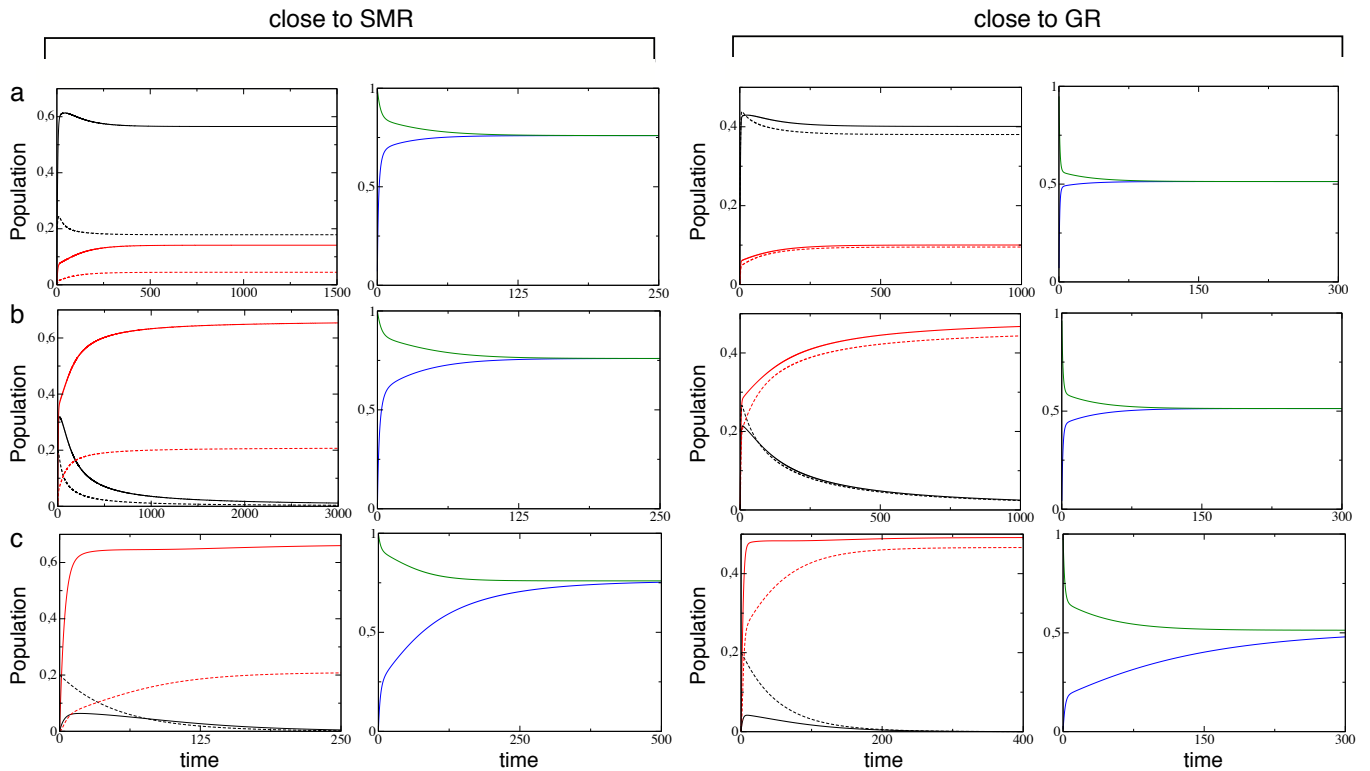 close to SMR close to GR
a
Population
0 0,2 0,4 0,6
0 500 1000 1500
0,5 1
0 125 250
Population
0 0,2 0,4
0 500 1000
0 0,5 1
0 150 300
b
Population
0 0,2 0,4 0,6
0 1000 2000 3000
0,5 1
0 125 250
Population
0 0,2 0,4
0 500 1000
0 0,5 1
0 150 300
c
Population
0 0,2 0,4 0,6
0 125 250
time
0,5 1
0 250 500
time
Population
0 0,2 0,4
0 200 400
time
0 0,5 1
0 150 300
time